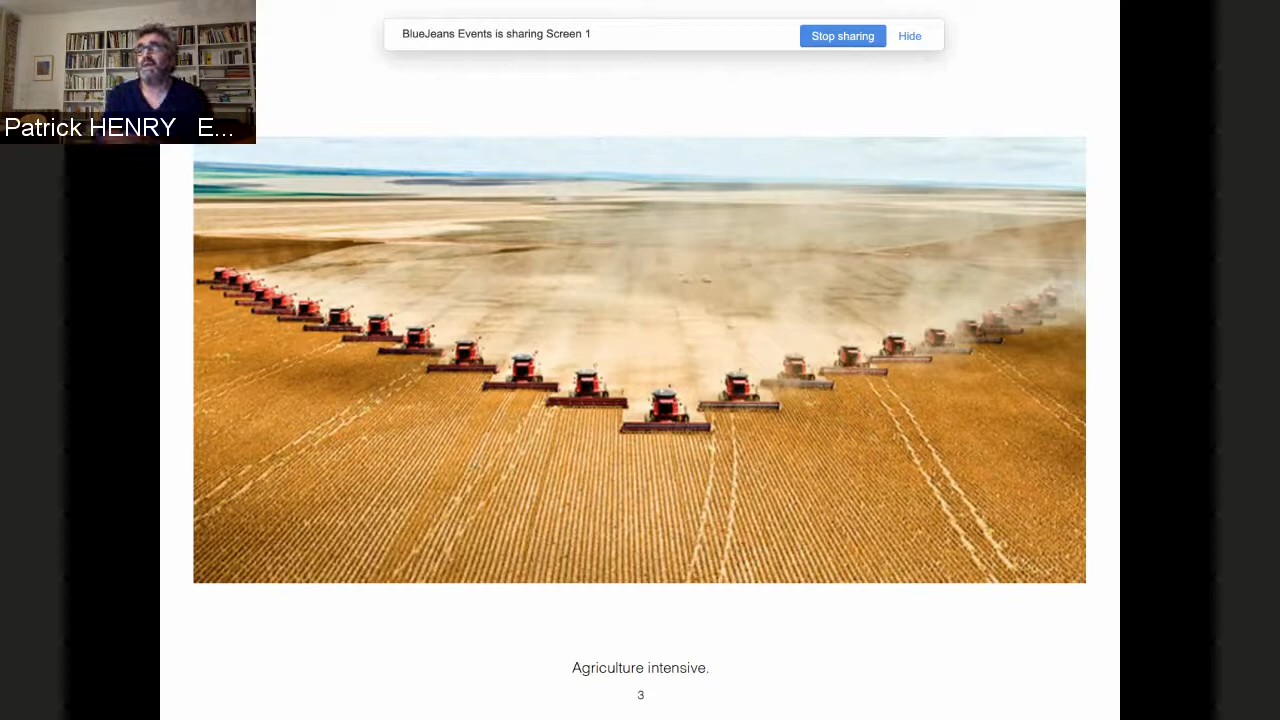 BlueJeans Events is sharing Screen 1
Stop sharing
Hide
Patrick HENRY E...
Agriculture intensive.
3